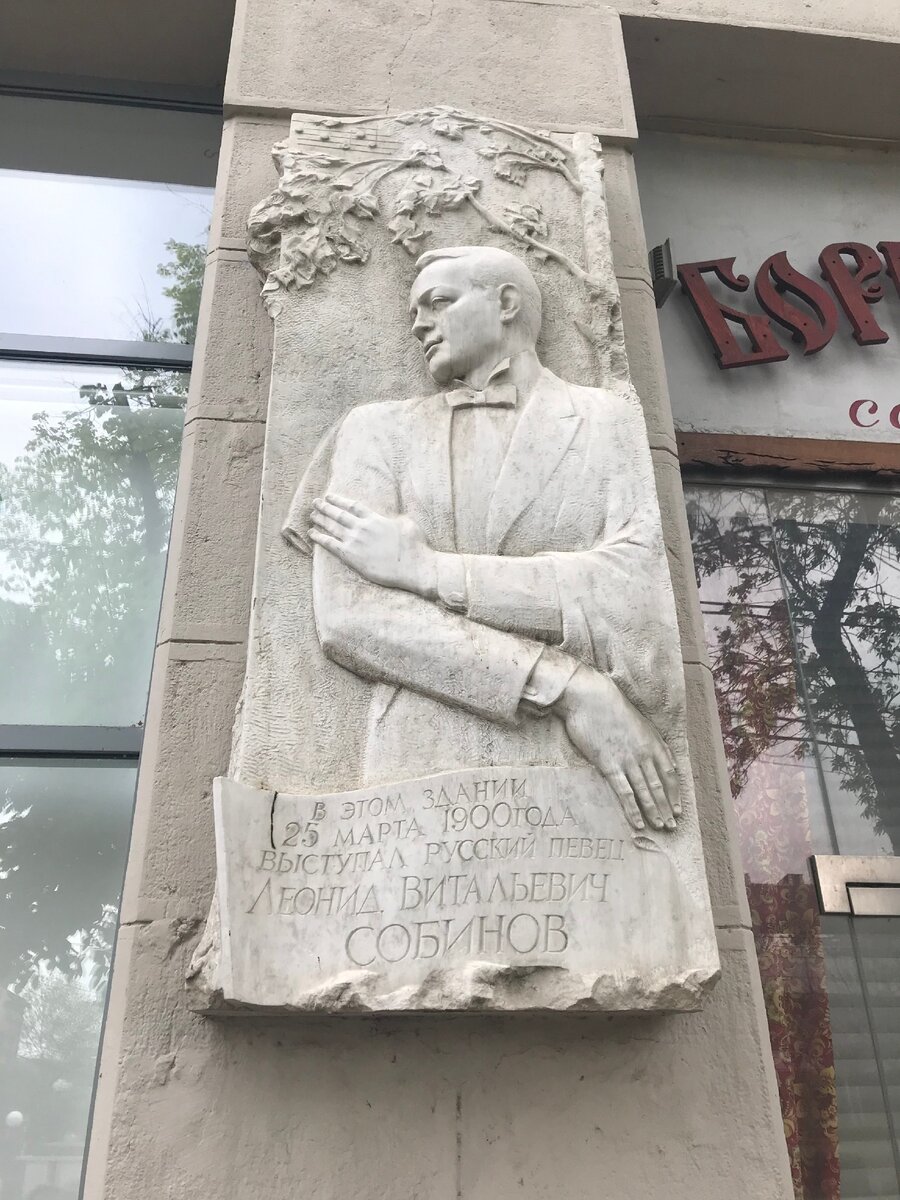 В ЭТОМ ЗДАНИИ
25 МАРТА 1900 ГОДА
ВЫСТУПАЛ РУССКИЙ ПЕВЕЦ
ЛЕОНИД ВИТАЛЬЕВИЧ
СОБИНОВ